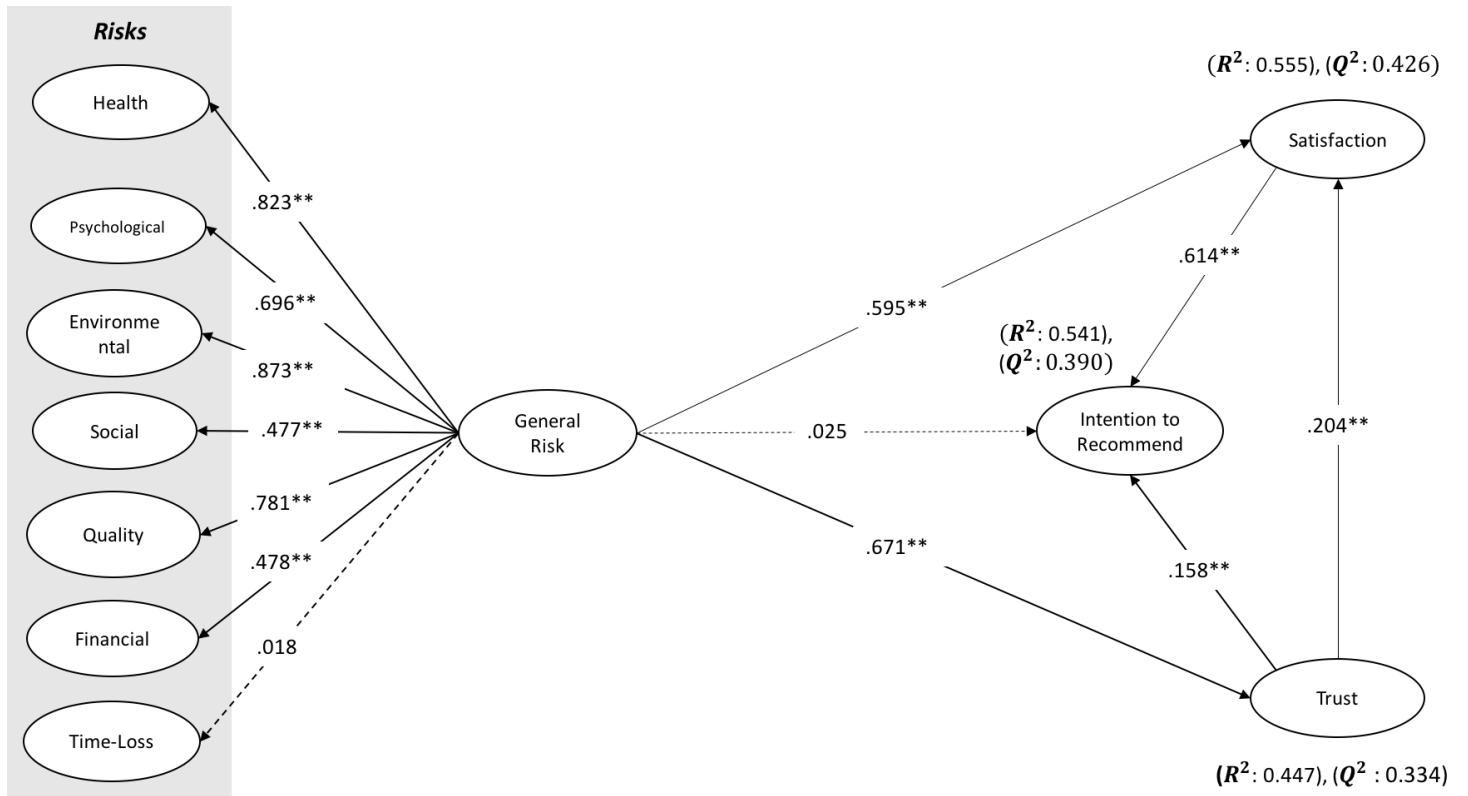 Risks
Health
Psychological
Environme
ntal
Social
Quality
Financial
Time-Loss
.823**
.696**
.873**
.477**
.781**
.478**
.018
General
Risk
.595**
.025
.671**
(R²: 0.555), (Q²: 0.426)
Satisfaction
.614**
(R²: 0.541),
(Q²: 0.390)
Intention to
Recommend
.204**
.158**
Trust
(R²: 0.447), (Q² : 0.334)